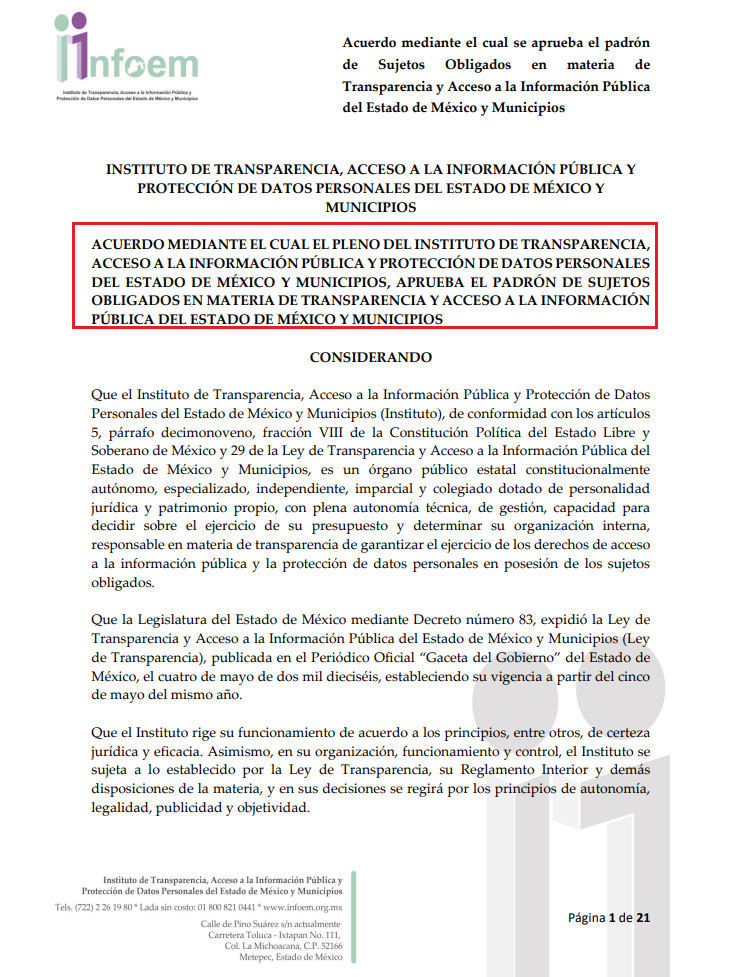 infoem
Instituto de Transparencia, Acceso a la Información Pública y
Protección de Datos Personales del Estado de México y Municipios
Acuerdo mediante el cual se aprueba el padrón
de Sujetos Obligados en materia de
Transparencia y Acceso a la Información Pública
del Estado de México y Municipios
INSTITUTO DE TRANSPARENCIA, ACCESO A LA INFORMACIÓN PÚBLICA Y
PROTECCIÓN DE DATOS PERSONALES DEL ESTADO DE MÉXICO Y
MUNICIPIOS
ACUERDO MEDIANTE EL CUAL EL PLENO DEL INSTITUTO DE TRANSPARENCIA,
ACCESO A LA INFORMACIÓN PÚBLICA Y PROTECCIÓN DE DATOS PERSONALES
DEL ESTADO DE MÉXICO Y MUNICIPIOS, APRUEBA EL PADRÓN DE SUJETOS
OBLIGADOS EN MATERIA DE TRANSPARENCIA Y ACCESO A LA INFORMACIÓN
PÚBLICA DEL ESTADO DE MÉXICO Y MUNICIPIOS
CONSIDERANDO
Que el Instituto de Transparencia, Acceso a la Información Pública y Protección de Datos
Personales del Estado de México y Municipios (Instituto), de conformidad con los artículos
5, párrafo decimonoveno, fracción VIII de la Constitución Política del Estado Libre y
Soberano de México y 29 de la Ley de Transparencia y Acceso a la Información Pública del
Estado de México y Municipios, es un órgano público estatal constitucionalmente
autónomo, especializado, independiente, imparcial y colegiado dotado de personalidad
jurídica y patrimonio propio, con plena autonomía técnica, de gestión, capacidad para
decidir sobre el ejercicio de su presupuesto y determinar su organización interna,
responsable en materia de transparencia de garantizar el ejercicio de los derechos de acceso
a la información pública y la protección de datos personales en posesión de los sujetos
obligados.
Que la Legislatura del Estado de México mediante Decreto número 83, expidió la Ley de
Transparencia y Acceso a la Información Pública del Estado de México y Municipios (Ley
de Transparencia), publicada en el Periódico Oficial “Gaceta del Gobierno” del Estado de
México, el cuatro de mayo de dos mil dieciséis, estableciendo su vigencia a partir del cinco
de mayo del mismo año.
Que el Instituto rige su funcionamiento de acuerdo a los principios, entre otros, de certeza
jurídica y eficacia. Asimismo, en su organización, funcionamiento y control, el Instituto se
sujeta a lo establecido por la Ley de Transparencia, su Reglamento Interior y demás
disposiciones de la materia, y en sus decisiones se regirá por los principios de autonomía,
legalidad, publicidad y objetividad.
Instituto de Transparencia, Acceso a la Información Pública y
Protección de Datos Personales del Estado de México y Municipios
Tels. (722) 2 26 19 80 * Lada sin costo: 01 800 821 0441 * www.infoem.org.mx
Calle de Pino Suárez s/n actualmente
Carretera Toluca - Ixtapan No. 111,
Col. La Michoacana, C.P. 52166
Metepec, Estado de México
Página 1 de 21